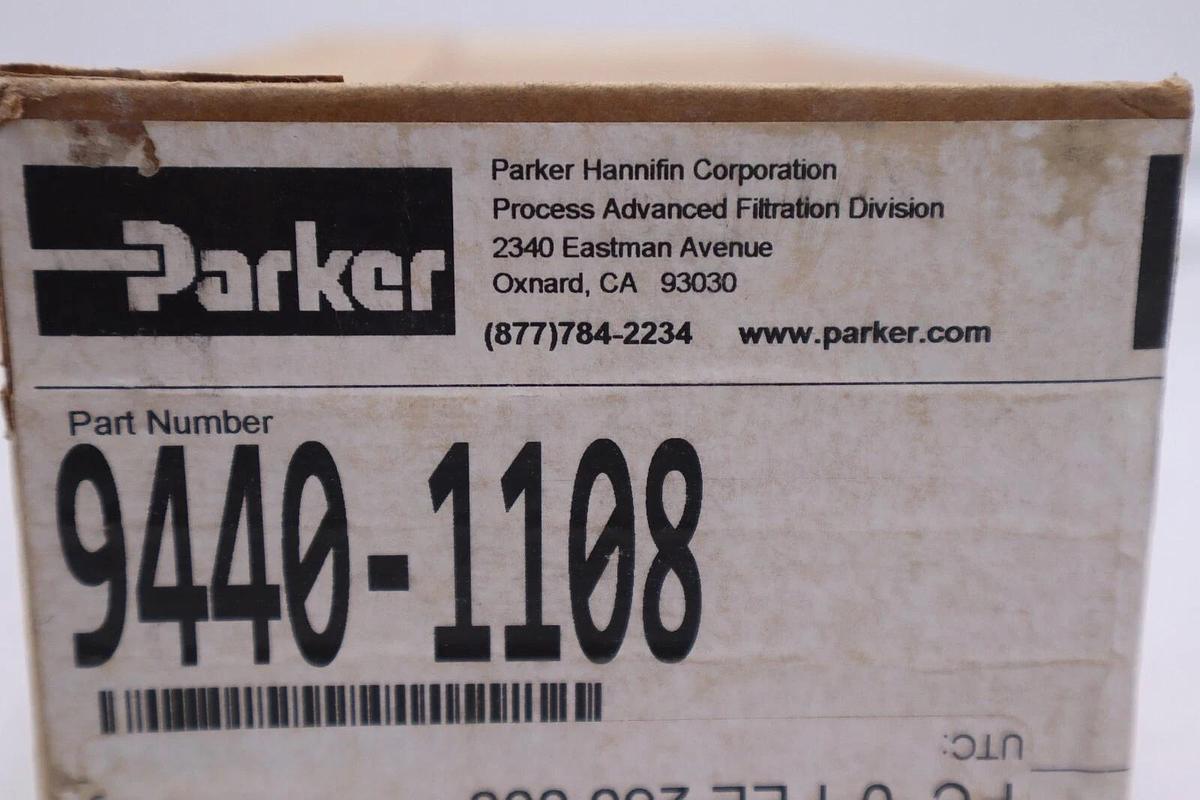 Parker
Parker Hannifin Corporation
Process Advanced Filtration Division
2340 Eastman Avenue
Oxnard, CA 93030
(877)784-2234 www.parker.com
Part Number
9440-1108
UTC: